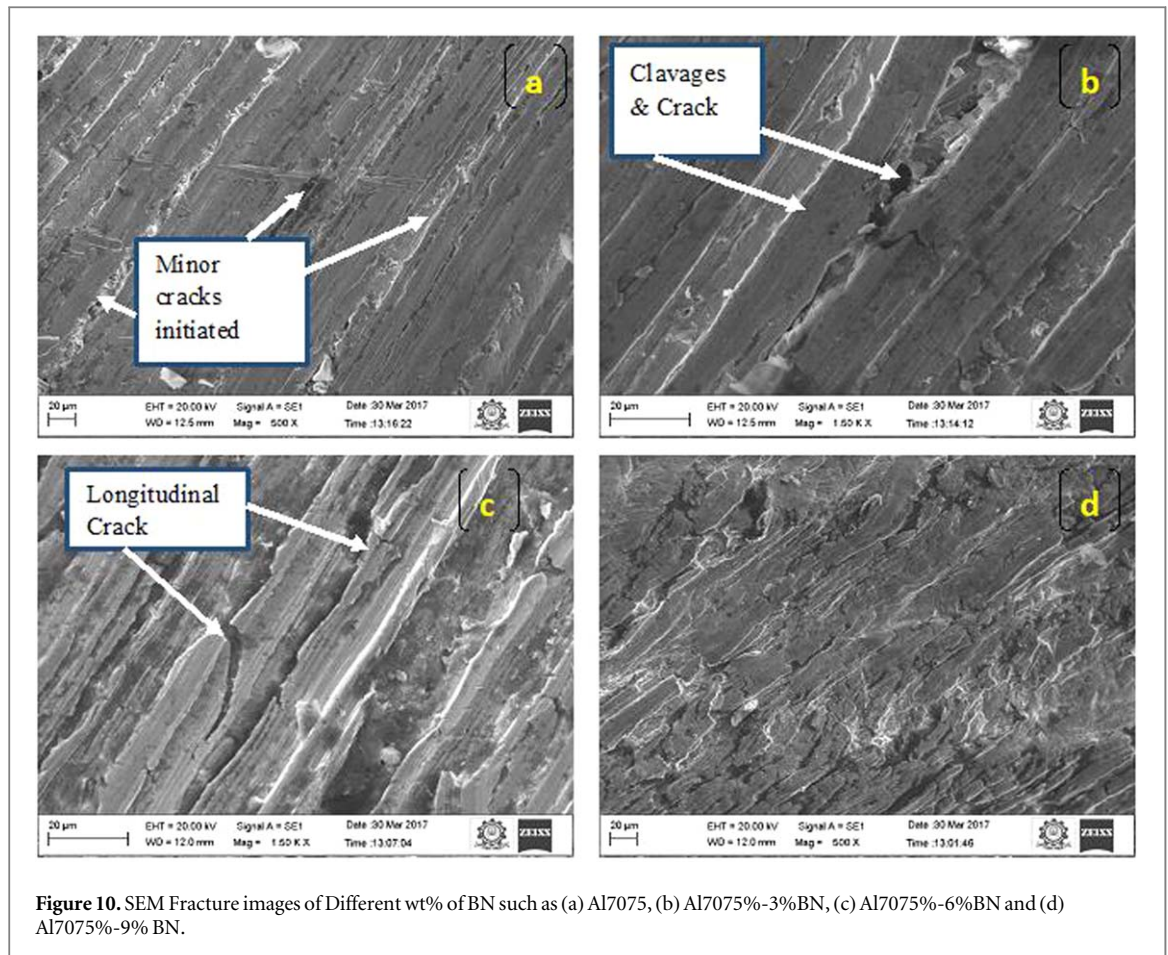 a
Minor
cracks
initiated
20 µm
EHT = 20.00 kV Signal A = SE1 Date :30 Mar 2017
WD = 12.5 mm Mag = 500 X Time :13:16:22
ZEISS
b
Clavages
& Crack
20 µm
EHT = 20.00 kV Signal A = SE1 Date :30 Mar 2017
WD = 12.5 mm Mag = 1.50 K X Time :13:14:12
ZEISS
c
Longitudinal
Crack
20 µm
EHT = 20.00 kV Signal A = SE1 Date :30 Mar 2017
WD = 12.0 mm Mag = 1.50 K X Time :13:07:04
ZEISS
d
20 µm
EHT = 20.00 kV Signal A = SE1 Date :30 Mar 2017
WD = 12.0 mm Mag = 500 X Time :13:01:46
ZEISS
Figure 10. SEM Fracture images of Different wt% of BN such as (a) Al7075, (b) Al7075%-3%BN, (c) Al7075%-6%BN and (d)
Al7075%-9% BN.